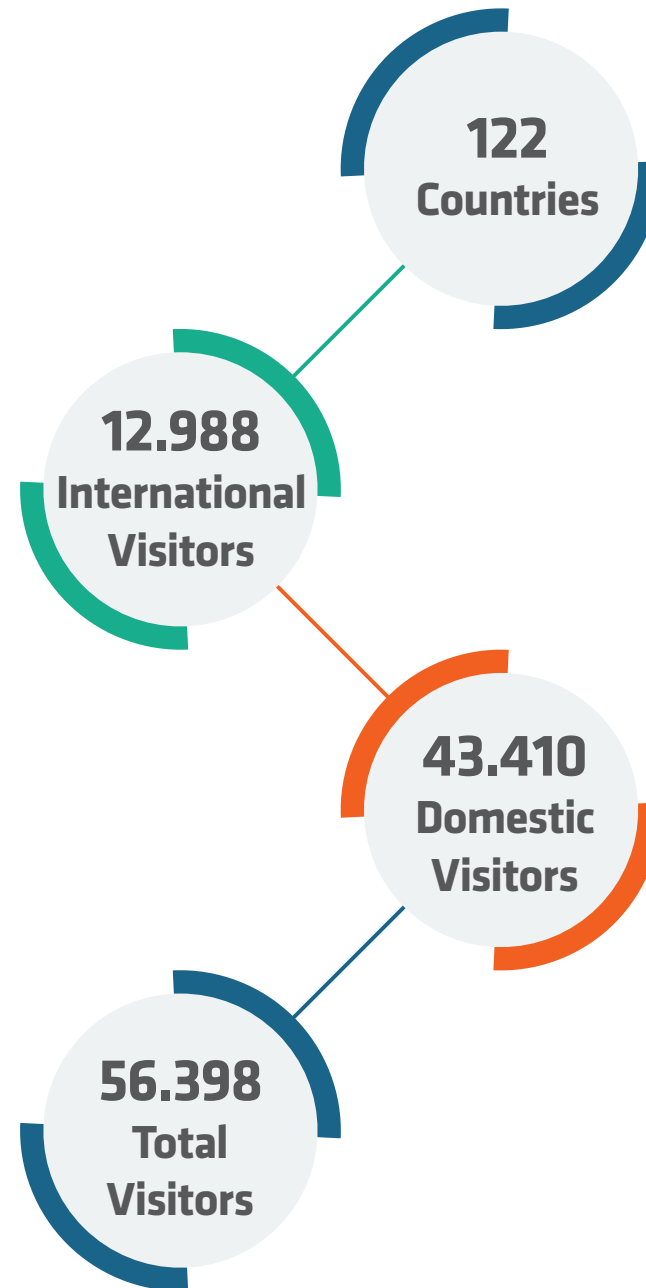 122
Countries
12.988
International
Visitors
43.410
Domestic
Visitors
56.398
Total
Visitors